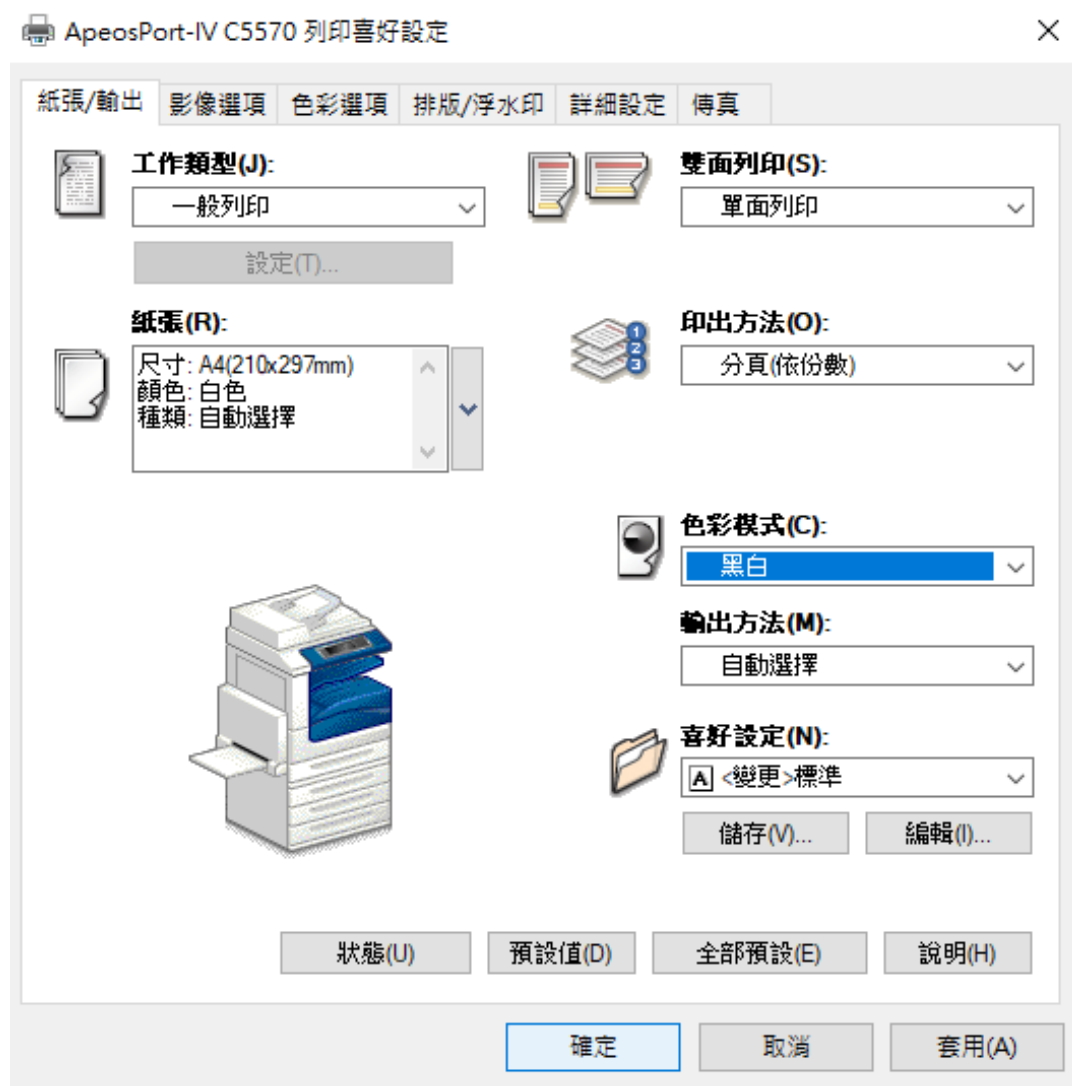 ApeosPort-IV C5570 列印喜好設定
紙張/輸出 影像選項 色彩選項 排版/浮水印 詳細設定 傳真
工作類型(J):
一般列印
設定(T)...
雙面列印(S):
單面列印
紙張(R):
尺寸: A4(210x297mm)
顏色: 白色
種類: 自動選擇
印出方法(O):
1
2
3
分頁(依份數)
色彩模式(C):
黑白
輸出方法(M):
自動選擇
喜好設定(N):
A <變更>標準
儲存(V)... 編輯(I)...
狀態(U) 預設值(D) 全部預設(E) 說明(H)
確定 取消 套用(A)